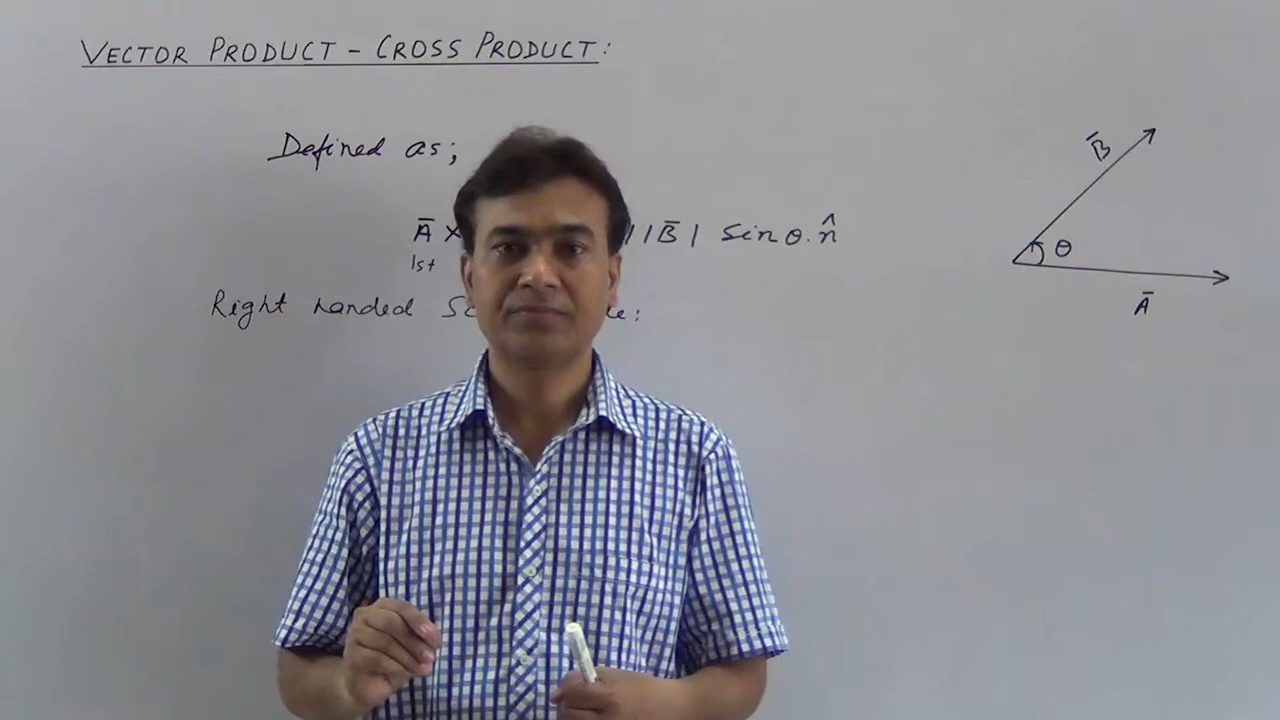 VECTOR PRODUCT – CROSS PRODUCT:
Defined as;
A̅ × | |B̅| Sin θ. n̂
1st
Right handed
B̅
θ
A̅